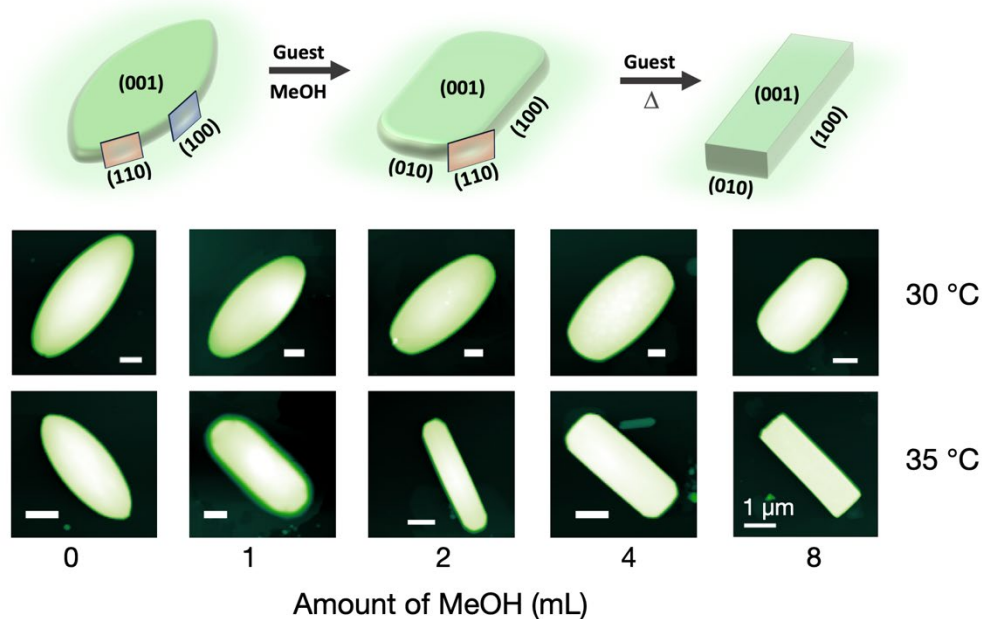 Guest
MeOH
Guest
Δ
(001)
(110)
(100)
(001)
(010)
(110)
(100)
(001)
(010)
(100)
30 °C
35 °C
1 μm
0
1
2
4
8
Amount of MeOH (mL)